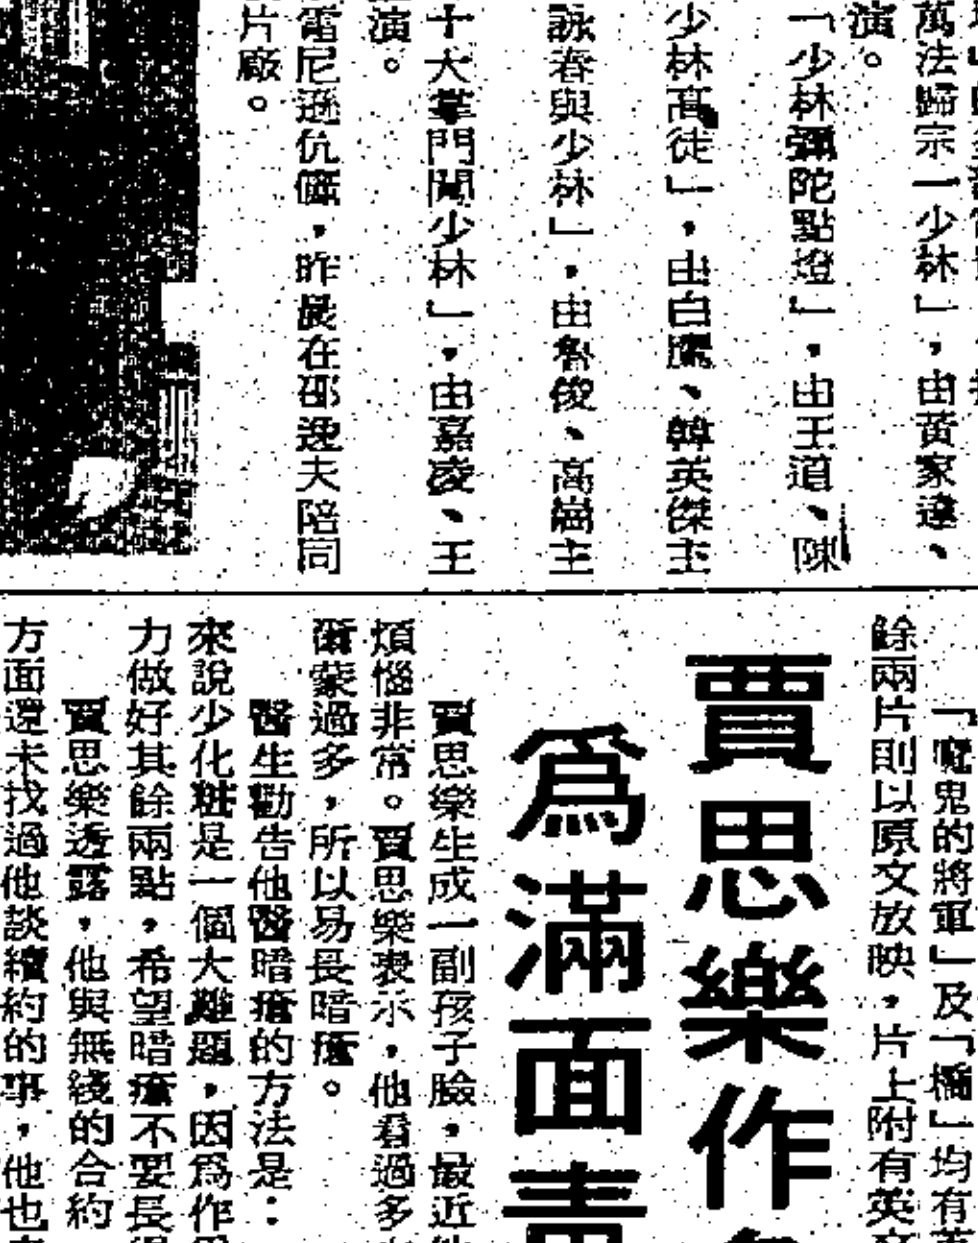 萬法歸宗一少林」，由黃家達、
演。
「少林彌陀點燈」，由王道、陳
少林高徒」，由白鷹、韓英傑主
詠春與少林」，由魯俊、高崗主
十大掌門闖少林」，由嘉凌、王
演。
電尼遜伉儷，昨晨在邵逸夫陪同
片廠。
「魔鬼的將軍」及「橋」均有
餘兩片則以原文放映，片上附有英
賈思樂作
為滿面
賈思樂生成一副孩子臉，最近
煩惱非常。賈思樂表示，他看過多
爾蒙過多，所以易長暗瘡。
醫生勸告他醫暗瘡的方法是：
來說少化粧是一個大難題，因為作
力做好其餘兩點，希望暗瘡不要長
賈思樂透露，他與無綫的合約
方面還未找過他談續約的事，他也